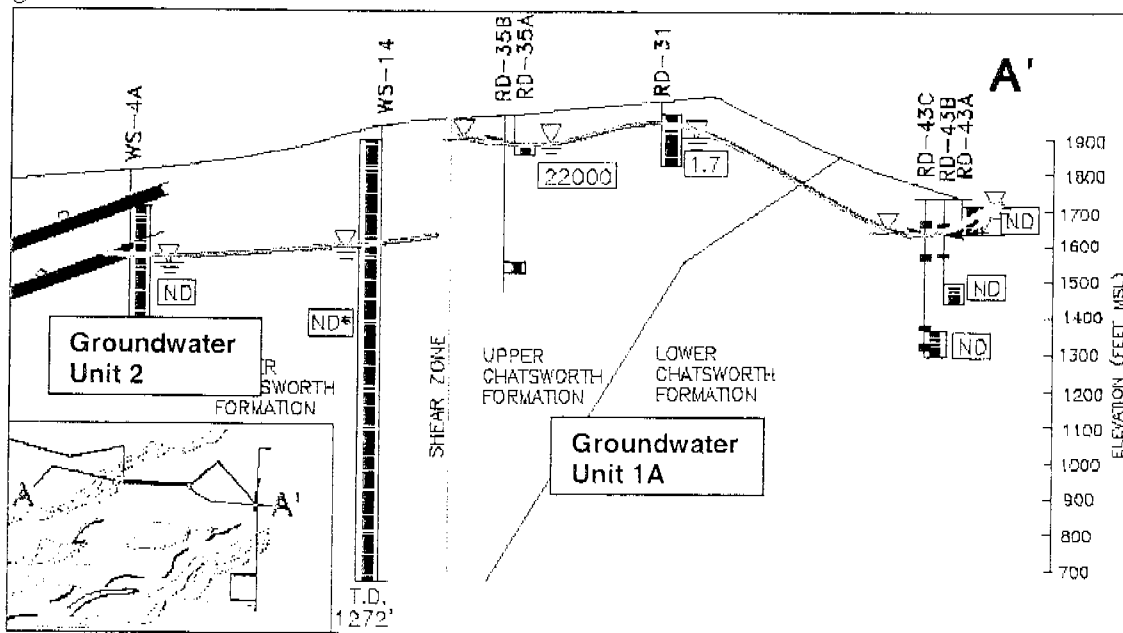 WS-4A
WS-14
RD-35B
RD-35A
RD-31
A'
RD-43C
RD-43B
RD-43A
1900
1800
1700
1600
1500
1400
1300
1200
1100
1000
900
800
700
ELEVATION (FEET MSL)
22000
1.7
ND
ND
ND
ND
ND*
Groundwater
Unit 2
ER
SWORTH
FORMATION
SHEAR ZONE
UPPER
CHATSWORTH
FORMATION
LOWER
CHATSWORTH
FORMATION
Groundwater
Unit 1A
A
A'
T.D.
1272'